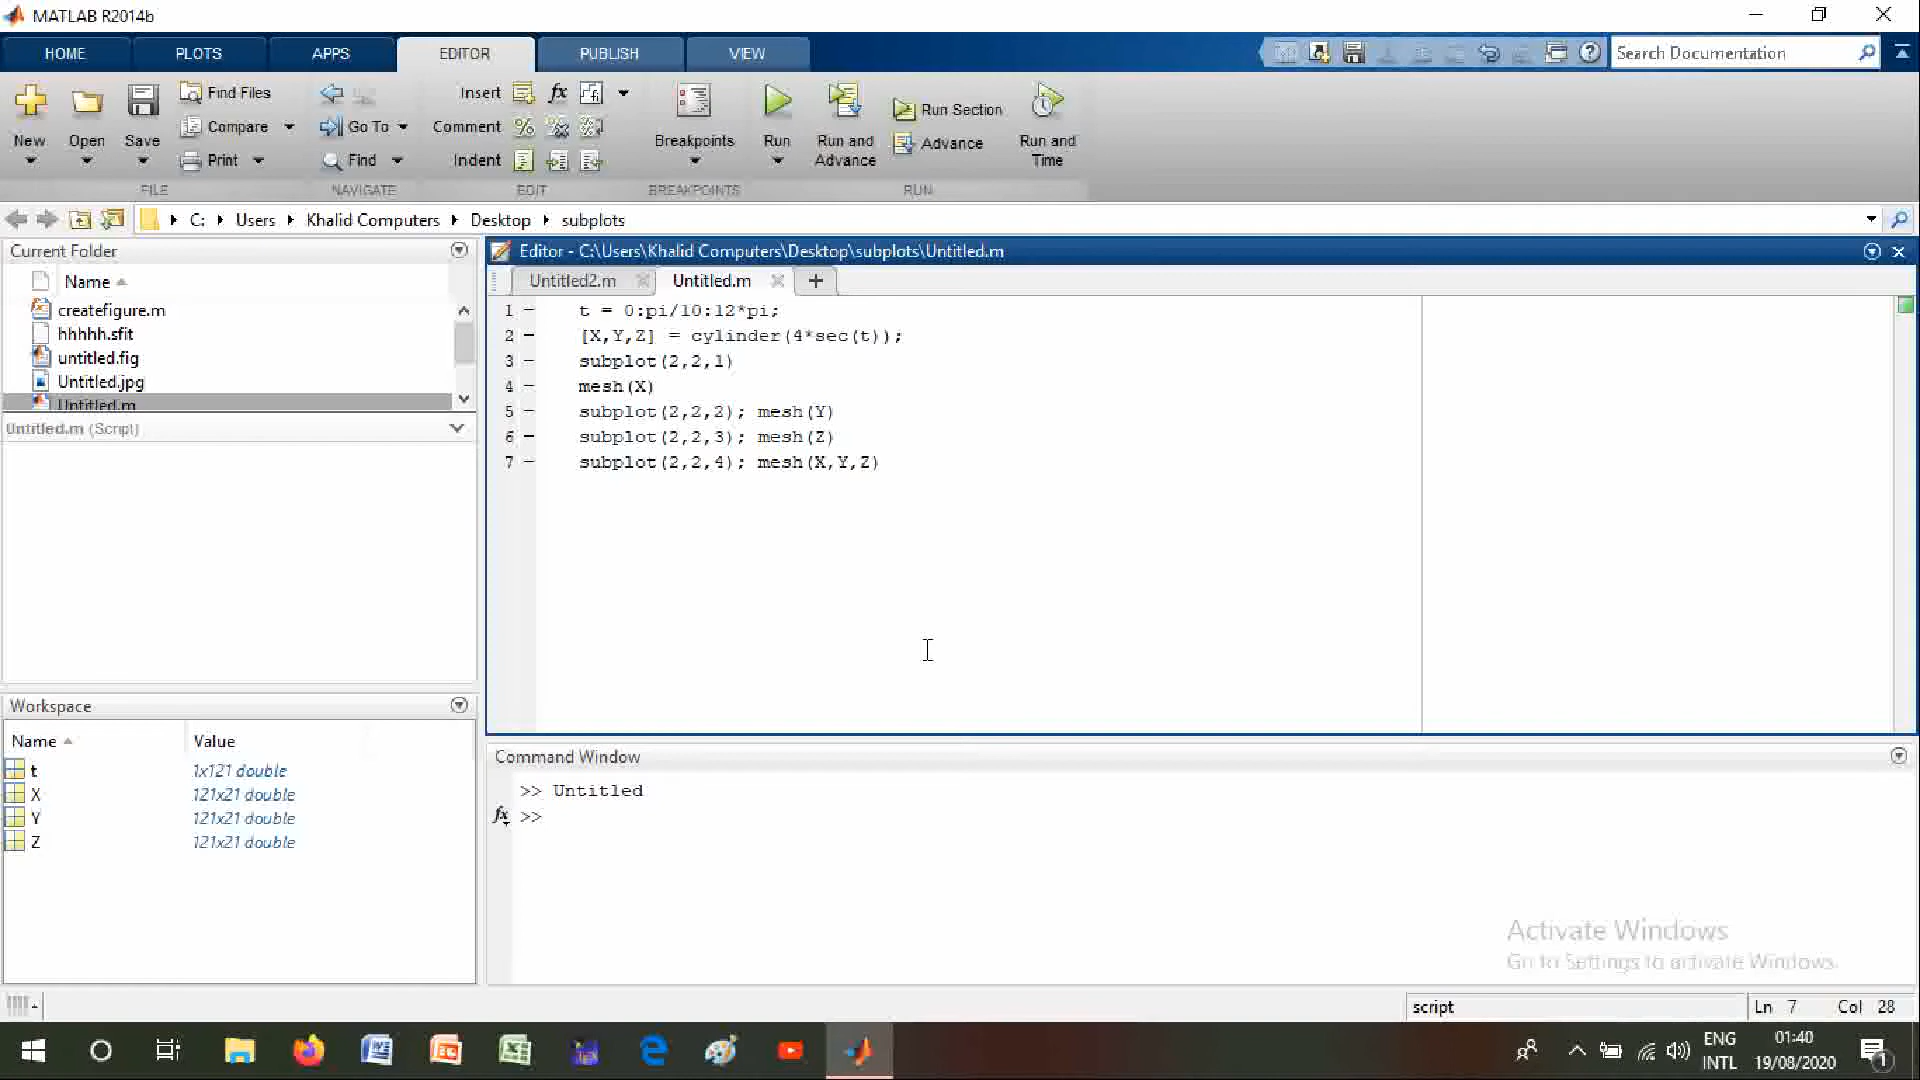 MATLAB R2014b
HOME PLOTS APPS EDITOR PUBLISH VIEW
Search Documentation
New Open Save Find Files Compare Print
Go To Find
Insert fx
Comment
Indent
Breakpoints Run Run and Advance Run Section Advance Run and Time
FILE NAVIGATE EDIT BREAKPOINTS RUN
C: Users Khalid Computers Desktop subplots
Current Folder
Name
createfigure.m
hhhhh.sfit
untitled.fig
Untitled.jpg
Untitled.m
Untitled.m (Script)
Editor - C:\Users\Khalid Computers\Desktop\subplots\Untitled.m
Untitled2.m Untitled.m
1 t = 0:pi/10:12*pi;
2 [X,Y,Z] = cylinder(4*sec(t));
3 subplot(2,2,1)
4 mesh(X)
5 subplot(2,2,2); mesh(Y)
6 subplot(2,2,3); mesh(Z)
7 subplot(2,2,4); mesh(X,Y,Z)
Workspace
Name Value
t 1x121 double
X 121x21 double
Y 121x21 double
Z 121x21 double
Command Window
>> Untitled
fx >>
Activate Windows
Go to Settings to activate Windows.
script Ln 7 Col 28
ENG INTL
01:40
19/08/2020
1